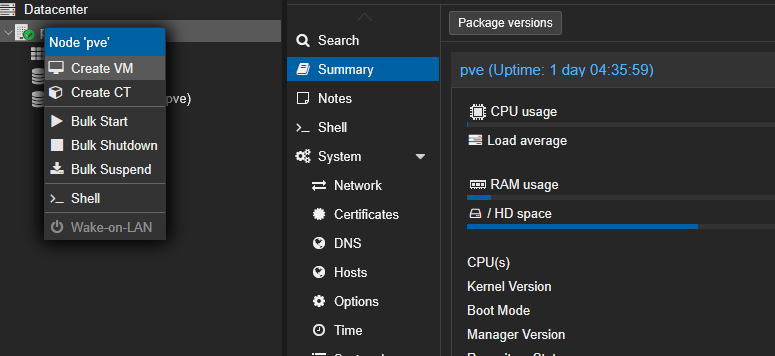 Datacenter
Node 'pve'
Create VM
Create CT
pve)
Bulk Start
Bulk Shutdown
Bulk Suspend
Shell
Wake-on-LAN
Search
Summary
Notes
Shell
System
Network
Certificates
DNS
Hosts
Options
Time
Package versions
pve (Uptime: 1 day 04:35:59)
CPU usage
Load average
RAM usage
/ HD space
CPU(s)
Kernel Version
Boot Mode
Manager Version